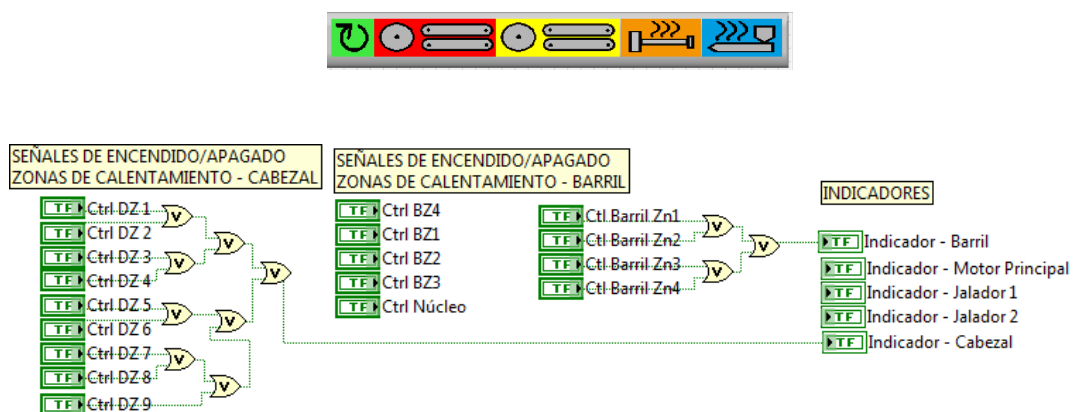 SEÑALES DE ENCENDIDO/APAGADO
ZONAS DE CALENTAMIENTO - CABEZAL
TF Ctrl DZ 1
TF Ctrl DZ 2
TF Ctrl DZ 3
TF Ctrl DZ 4
TF Ctrl DZ 5
TF Ctrl DZ 6
TF Ctrl DZ 7
TF Ctrl DZ 8
TF Ctrl DZ 9
V
V
V
V
V
V
V
V
SEÑALES DE ENCENDIDO/APAGADO
ZONAS DE CALENTAMIENTO - BARRIL
TF Ctrl BZ4
TF Ctrl BZ1
TF Ctrl BZ2
TF Ctrl BZ3
TF Ctrl Núcleo
TF Ctl Barril Zn1
TF Ctl Barril Zn2
TF Ctl Barril Zn3
TF Ctl Barril Zn4
V
V
V
INDICADORES
TF Indicador - Barril
TF Indicador - Motor Principal
TF Indicador - Jalador 1
TF Indicador - Jalador 2
TF Indicador - Cabezal